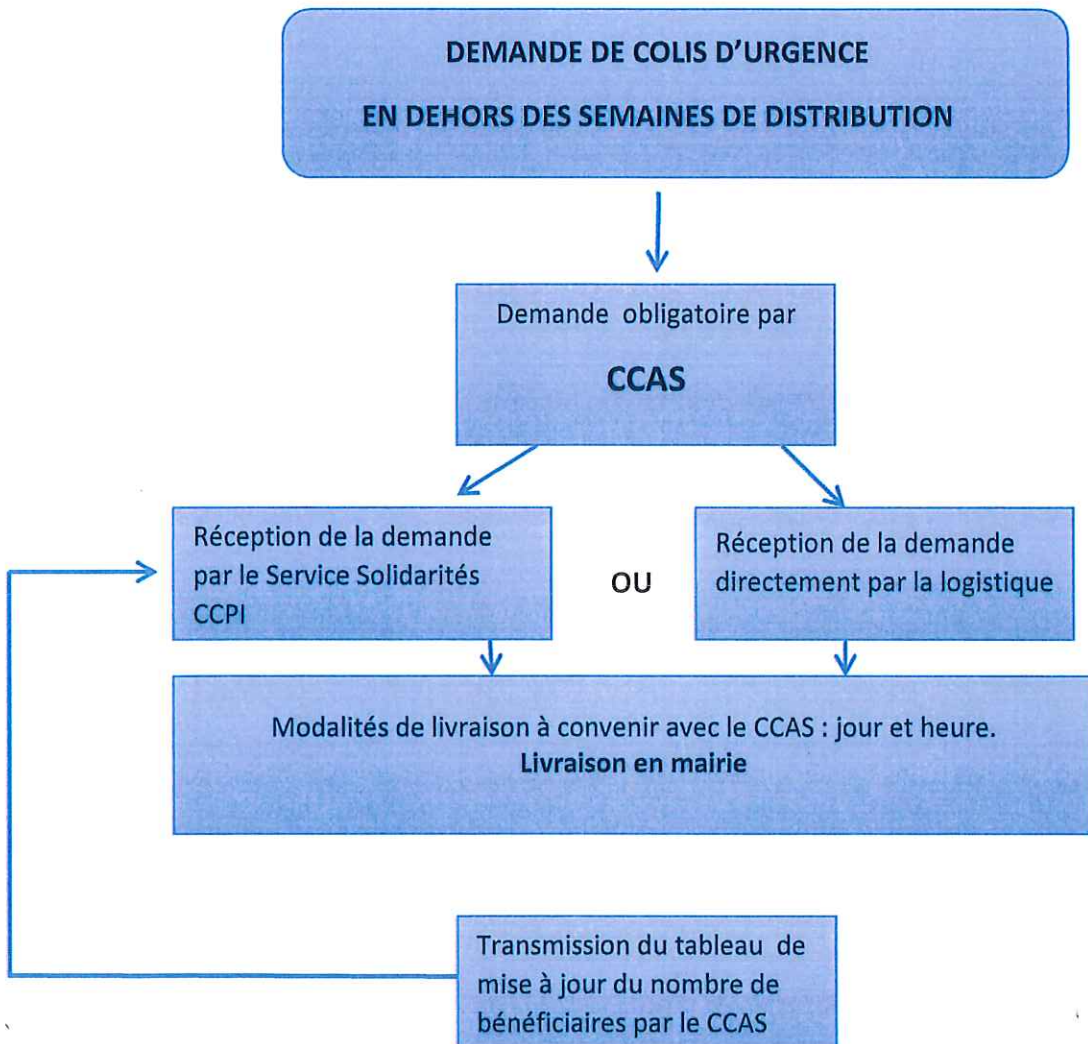 DEMANDE DE COLIS D'URGENCE
EN DEHORS DES SEMAINES DE DISTRIBUTION
Demande obligatoire par
CCAS
Réception de la demande
par le Service Solidarités
CCPI
OU
Réception de la demande
directement par la logistique
Modalités de livraison à convenir avec le CCAS : jour et heure.
Livraison en mairie
Transmission du tableau de
mise à jour du nombre de
bénéficiaires par le CCAS